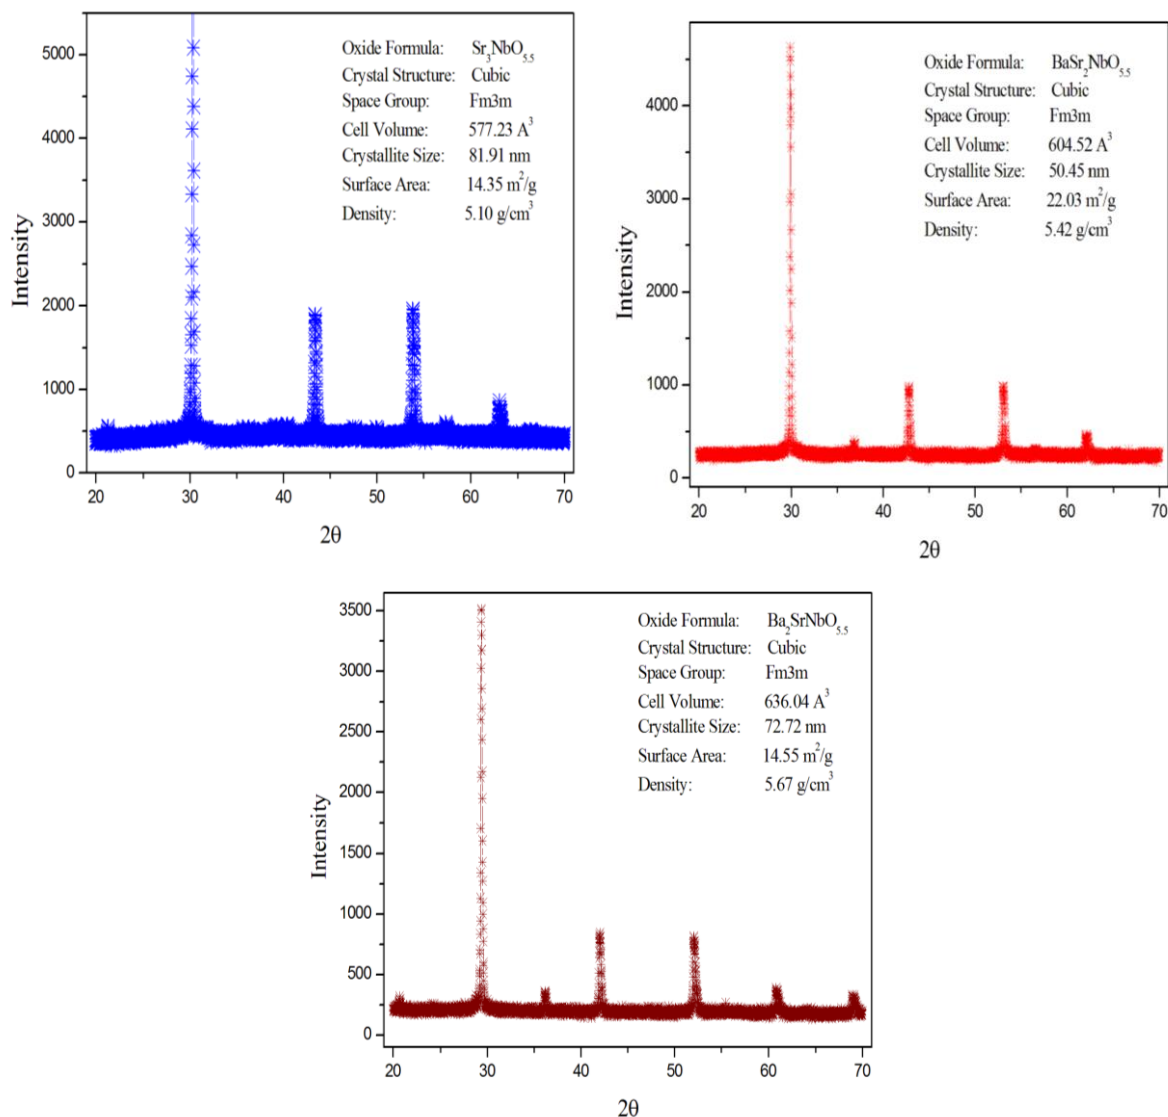 Oxide Formula: Sr₃NbO₅.₅
Crystal Structure: Cubic
Space Group: Fm3m
Cell Volume: 577.23 A³
Crystallite Size: 81.91 nm
Surface Area: 14.35 m²/g
Density: 5.10 g/cm³
5000
4000
3000
2000
1000
0
Intensity
20 30 40 50 60 70
2θ
Oxide Formula: BaSr₂NbO₅.₅
Crystal Structure: Cubic
Space Group: Fm3m
Cell Volume: 604.52 A³
Crystallite Size: 50.45 nm
Surface Area: 22.03 m²/g
Density: 5.42 g/cm³
4000
3000
2000
1000
0
Intensity
20 30 40 50 60 70
2θ
Oxide Formula: Ba₂SrNbO₅.₅
Crystal Structure: Cubic
Space Group: Fm3m
Cell Volume: 636.04 A³
Crystallite Size: 72.72 nm
Surface Area: 14.55 m²/g
Density: 5.67 g/cm³
3500
3000
2500
2000
1500
1000
500
0
Intensity
20 30 40 50 60 70
2θ